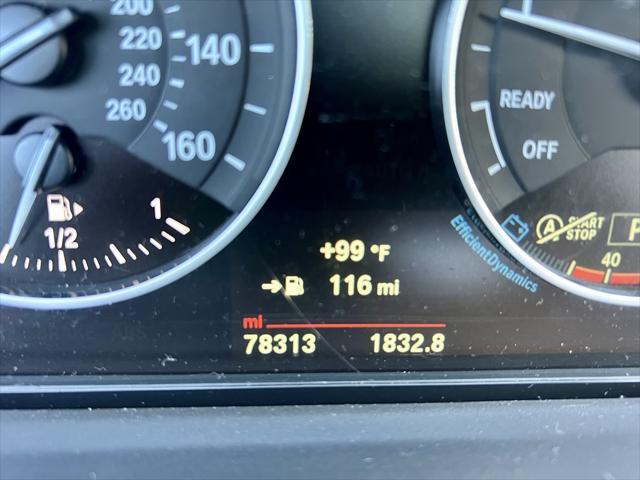 200
220
240
260
140
160
1/2
1
+99 °F
116 mi
mi
78313 1832.8
READY
OFF
EfficientDynamics
A START
STOP
40